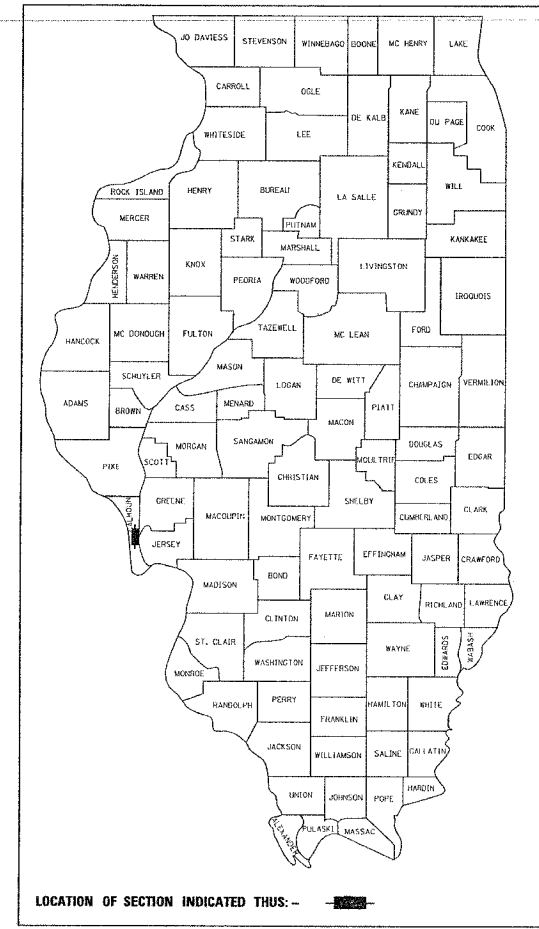 JO DAVIESS STEVENSON WINNEBAGO BOONE MC HENRY LAKE
CARROLL OGLE
DE KALB KANE DU PAGE COOK
WHITESIDE LEE
KENDALL
WILL
ROCK ISLAND HENRY BUREAU LA SALLE GRUNDY
MERCER PUTNAM
STARK MARSHALL KANKAKEE
HENDERSON WARREN KNOX PEORIA WOODFORD LIVINGSTON
IROQUOIS
HANCOCK MC DONOUGH FULTON TAZEWELL MC LEAN FORD
MASON
SCHUYLER LOGAN DE WITT CHAMPAIGN VERMILION
ADAMS BROWN CASS MENARD PIATT
MACON
MORGAN SANGAMON DOUGLAS
PIKE SCOTT MOULTRIE EDGAR
CHRISTIAN COLES
GREENE MACOUPIN SHELBY
CALHOUN MONTGOMERY CUMBERLAND CLARK
JERSEY FAYETTE EFFINGHAM JASPER CRAWFORD
MADISON BOND
CLAY RICHLAND LAWRENCE
CLINTON MARION
ST. CLAIR WAYNE EDWARDS WABASH
WASHINGTON JEFFERSON
MONROE
RANDOLPH PERRY HAMILTON WHITE
FRANKLIN
JACKSON WILLIAMSON SALINE GALLATIN
UNION JOHNSON POPE HARDIN
ALEXANDER PULASKI MASSAC
LOCATION OF SECTION INDICATED THUS: -